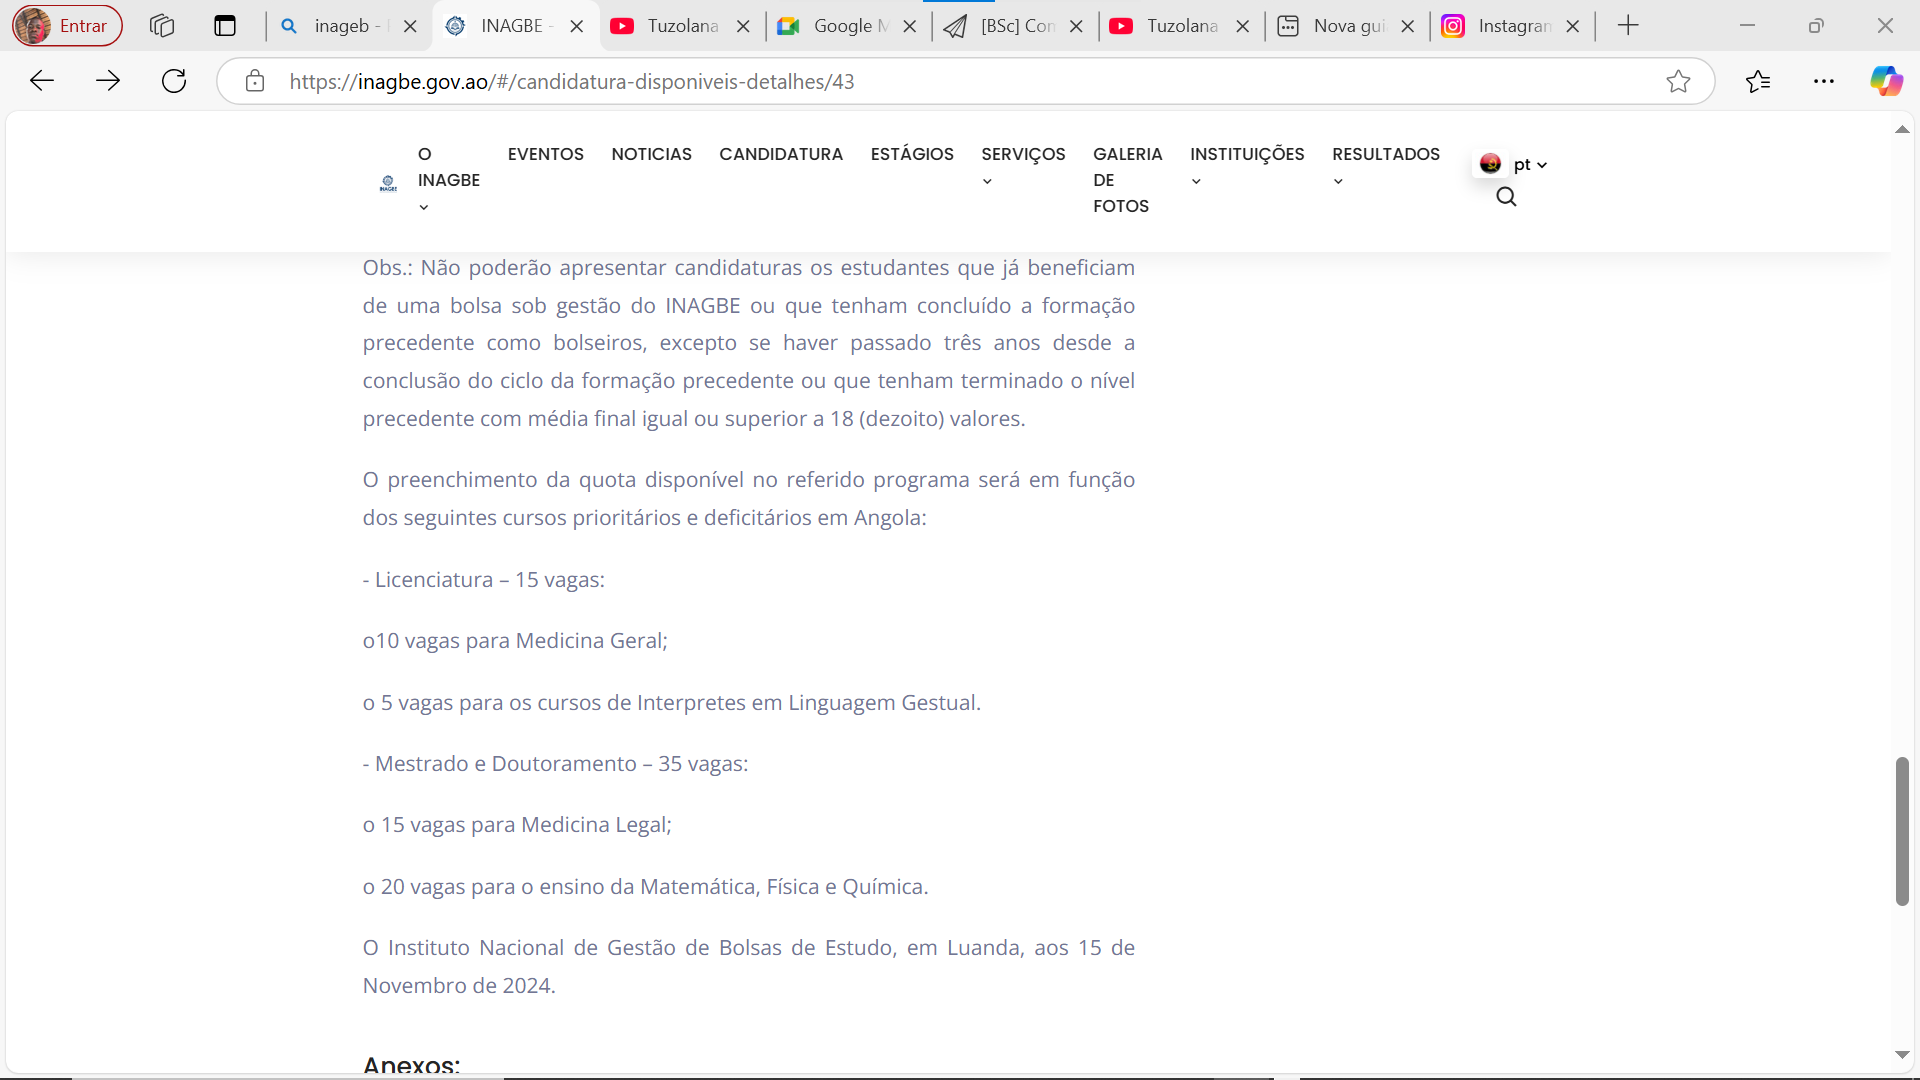 Entrar
inageb -
INAGBE -
Tuzolana
Google M
[BSc] Con
Tuzolana
Nova gui
Instagran
https://inagbe.gov.ao/#/candidatura-disponiveis-detalhes/43
INAGBE
O INAGBE
EVENTOS
NOTICIAS
CANDIDATURA
ESTÁGIOS
SERVIÇOS
GALERIA DE FOTOS
INSTITUIÇÕES
RESULTADOS
pt
Obs.: Não poderão apresentar candidaturas os estudantes que já beneficiam
de uma bolsa sob gestão do INAGBE ou que tenham concluído a formação
precedente como bolseiros, excepto se haver passado três anos desde a
conclusão do ciclo da formação precedente ou que tenham terminado o nível
precedente com média final igual ou superior a 18 (dezoito) valores.
O preenchimento da quota disponível no referido programa será em função
dos seguintes cursos prioritários e deficitários em Angola:
- Licenciatura – 15 vagas:
o10 vagas para Medicina Geral;
o 5 vagas para os cursos de Interpretes em Linguagem Gestual.
- Mestrado e Doutoramento – 35 vagas:
o 15 vagas para Medicina Legal;
o 20 vagas para o ensino da Matemática, Física e Química.
O Instituto Nacional de Gestão de Bolsas de Estudo, em Luanda, aos 15 de
Novembro de 2024.
Anexos: